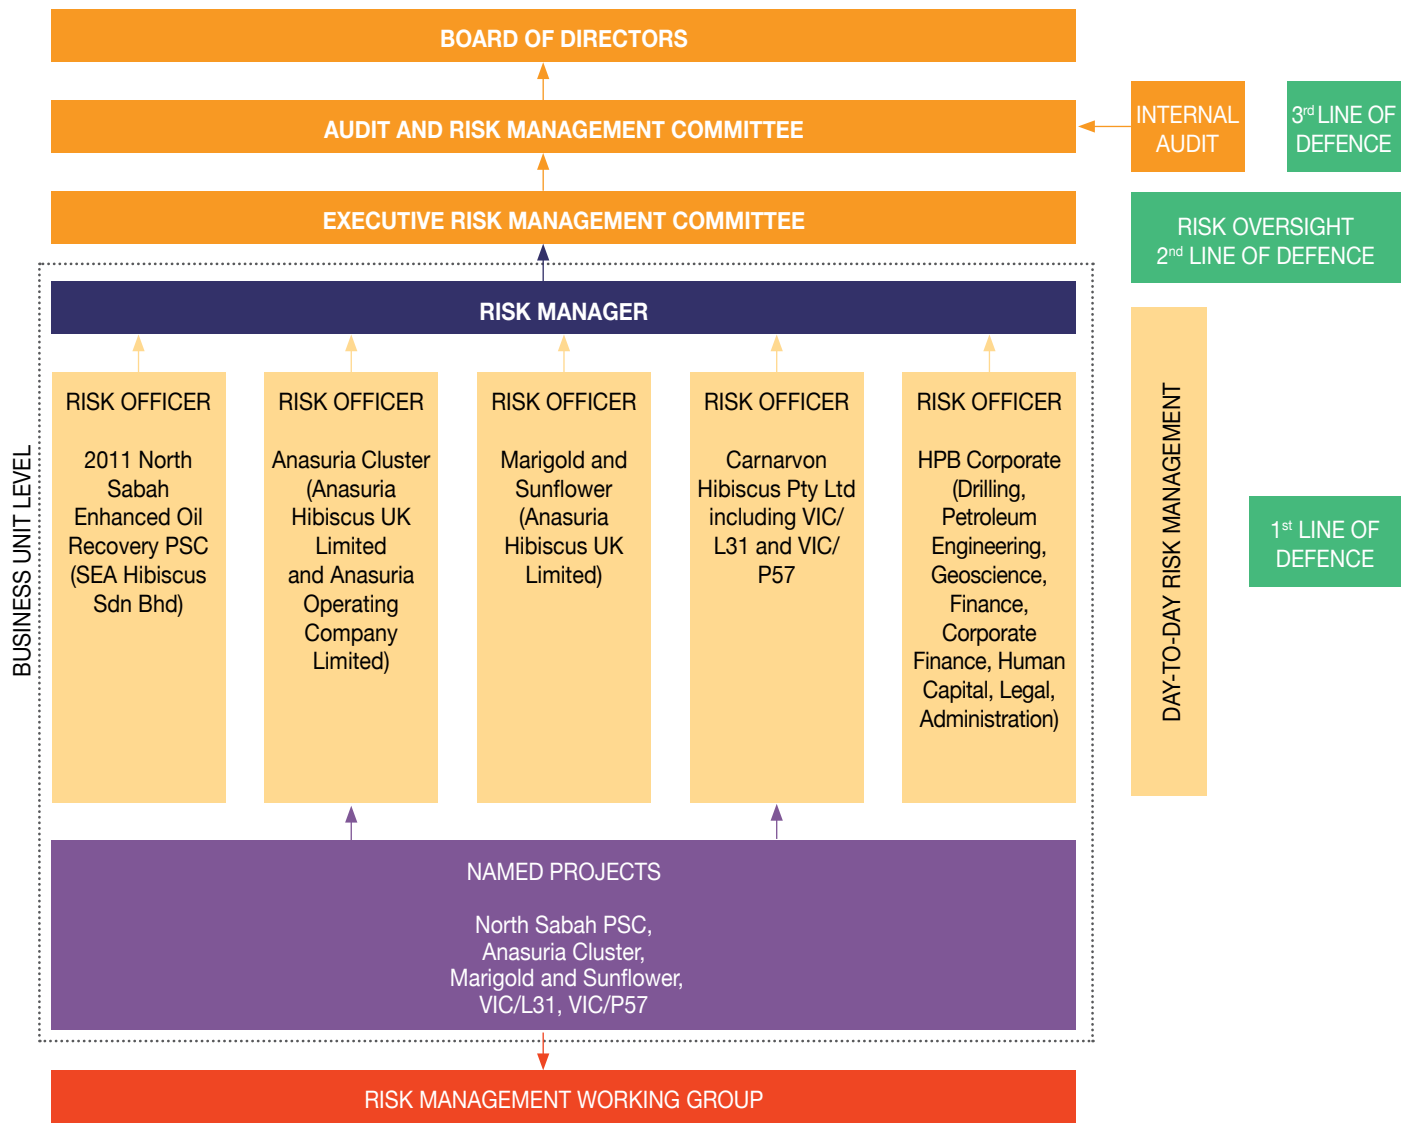 BOARD OF DIRECTORS
AUDIT AND RISK MANAGEMENT COMMITTEE
INTERNAL
AUDIT
3rd LINE OF
DEFENCE
EXECUTIVE RISK MANAGEMENT COMMITTEE
RISK OVERSIGHT
2nd LINE OF DEFENCE
BUSINESS UNIT LEVEL
RISK MANAGER
RISK OFFICER
2011 North
Sabah
Enhanced Oil
Recovery PSC
(SEA Hibiscus
Sdn Bhd)
RISK OFFICER
Anasuria Cluster
(Anasuria
Hibiscus UK
Limited
and Anasuria
Operating
Company
Limited)
RISK OFFICER
Marigold and
Sunflower
(Anasuria
Hibiscus UK
Limited)
RISK OFFICER
Carnarvon
Hibiscus Pty Ltd
including VIC/
L31 and VIC/
P57
RISK OFFICER
HPB Corporate
(Drilling,
Petroleum
Engineering,
Geoscience,
Finance,
Corporate
Finance, Human
Capital, Legal,
Administration)
DAY-TO-DAY RISK MANAGEMENT
1st LINE OF
DEFENCE
NAMED PROJECTS
North Sabah PSC,
Anasuria Cluster,
Marigold and Sunflower,
VIC/L31, VIC/P57
RISK MANAGEMENT WORKING GROUP